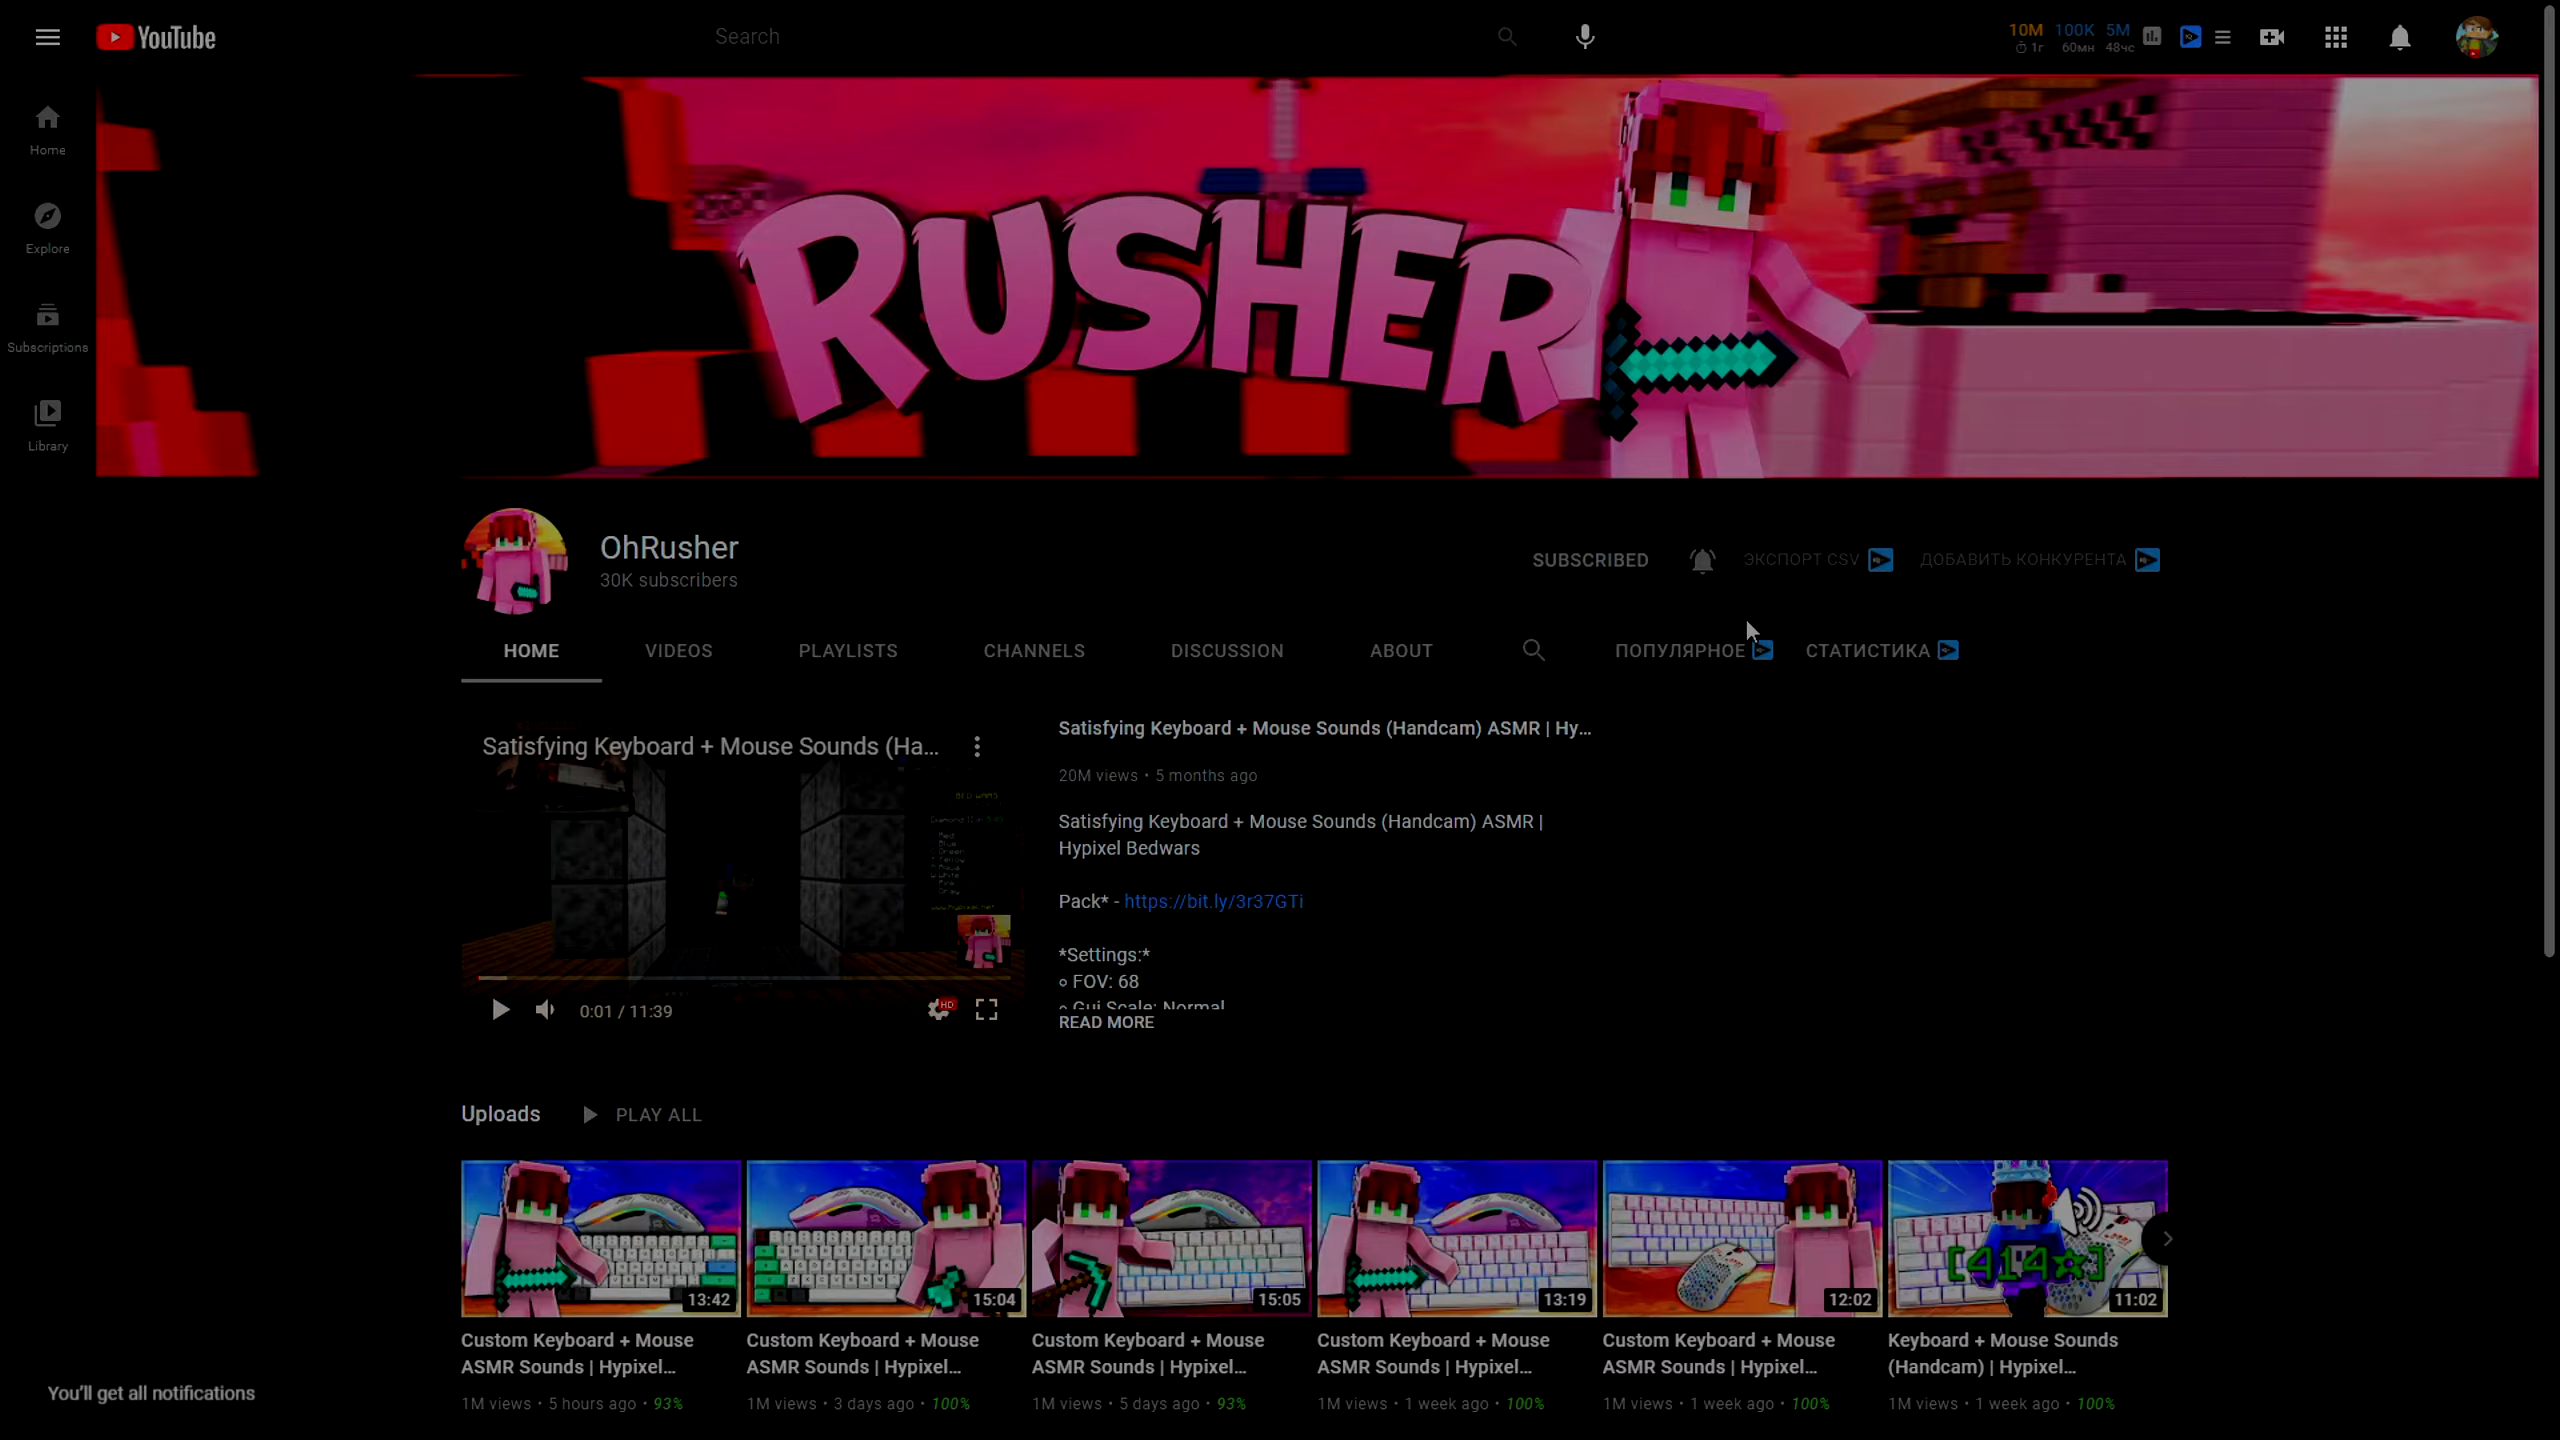 YouTube
Search
10M 100K 5M
1г 60мн 48чс
Home
Explore
Subscriptions
Library
RUSHER
OhRusher
30K subscribers
SUBSCRIBED
ЭКСПОРТ CSV
ДОБАВИТЬ КОНКУРЕНТА
HOME
VIDEOS
PLAYLISTS
CHANNELS
DISCUSSION
ABOUT
ПОПУЛЯРНОЕ
СТАТИСТИКА
Satisfying Keyboard + Mouse Sounds (Ha...
0:01 / 11:39
HD
Satisfying Keyboard + Mouse Sounds (Handcam) ASMR | Hy...
20M views • 5 months ago
Satisfying Keyboard + Mouse Sounds (Handcam) ASMR |
Hypixel Bedwars
Pack* - https://bit.ly/3r37GTi
*Settings:*
∘ FOV: 68
∘ Gui Scale: Normal
READ MORE
Uploads
PLAY ALL
13:42
15:04
15:05
13:19
12:02
[414✫]
11:02
Custom Keyboard + Mouse
ASMR Sounds | Hypixel...
1M views • 5 hours ago • 93%
Custom Keyboard + Mouse
ASMR Sounds | Hypixel...
1M views • 3 days ago • 100%
Custom Keyboard + Mouse
ASMR Sounds | Hypixel...
1M views • 5 days ago • 93%
Custom Keyboard + Mouse
ASMR Sounds | Hypixel...
1M views • 1 week ago • 100%
Custom Keyboard + Mouse
ASMR Sounds | Hypixel...
1M views • 1 week ago • 100%
Keyboard + Mouse Sounds
(Handcam) | Hypixel...
1M views • 1 week ago • 100%
You'll get all notifications